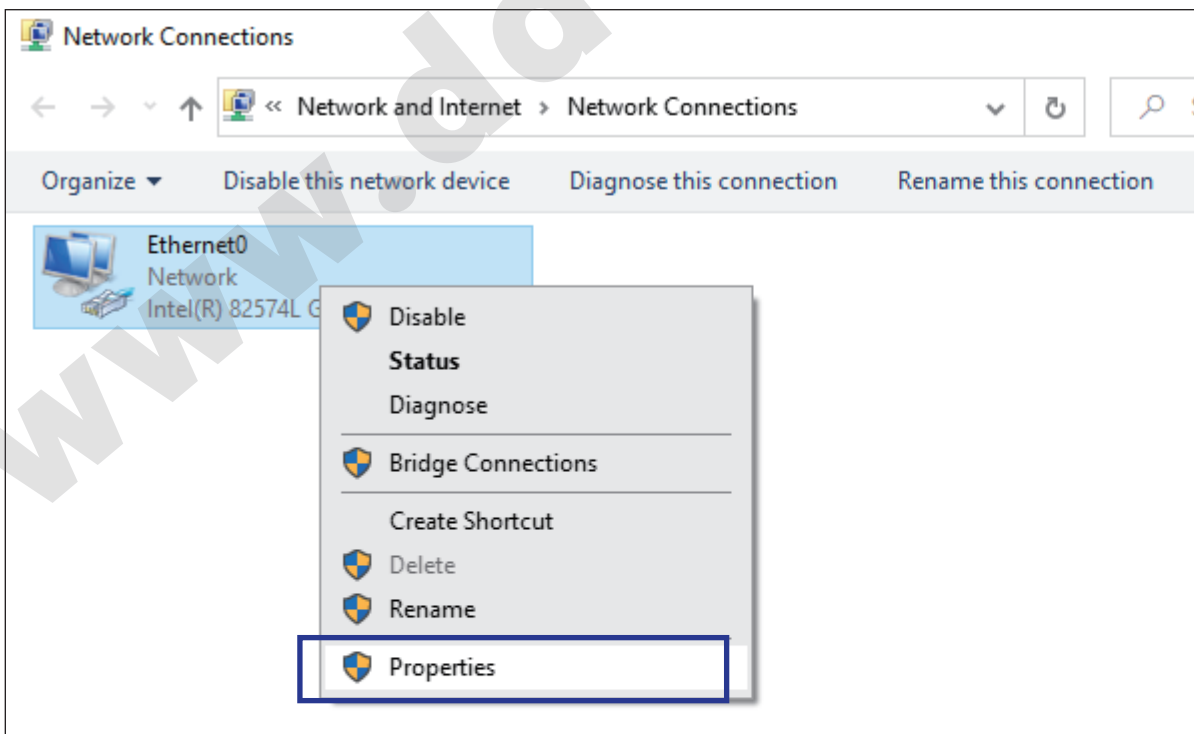 Network Connections
« Network and Internet > Network Connections
Organize Disable this network device Diagnose this connection Rename this connection
Ethernet0
Network
Intel(R) 82574L G
Disable
Status
Diagnose
Bridge Connections
Create Shortcut
Delete
Rename
Properties
www.dd